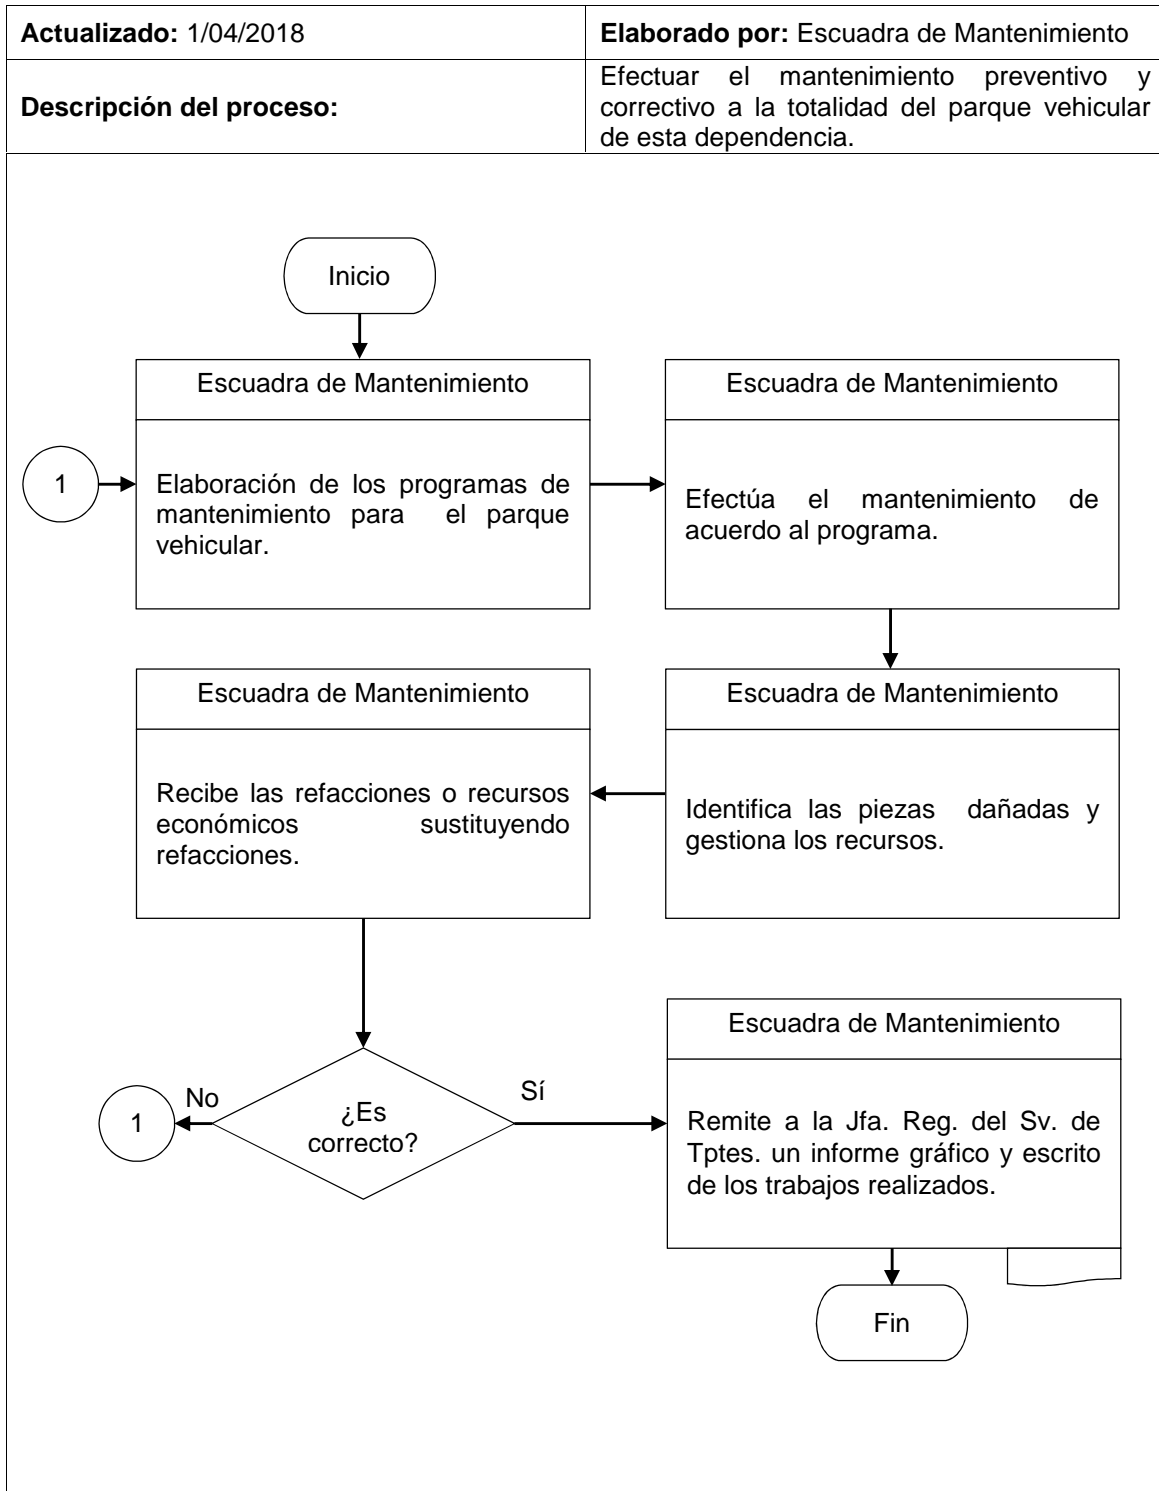 Actualizado: 1/04/2018
Elaborado por: Escuadra de Mantenimiento
Descripción del proceso:
Efectuar el mantenimiento preventivo y
correctivo a la totalidad del parque vehicular
de esta dependencia.
Inicio
Escuadra de Mantenimiento
1
Elaboración de los programas de
mantenimiento para el parque
vehicular.
Escuadra de Mantenimiento
Efectúa el mantenimiento de
acuerdo al programa.
Escuadra de Mantenimiento
Identifica las piezas dañadas y
gestiona los recursos.
Escuadra de Mantenimiento
Recibe las refacciones o recursos
económicos sustituyendo
refacciones.
¿Es
correcto?
No
1
Sí
Escuadra de Mantenimiento
Remite a la Jfa. Reg. del Sv. de
Tptes. un informe gráfico y escrito
de los trabajos realizados.
Fin